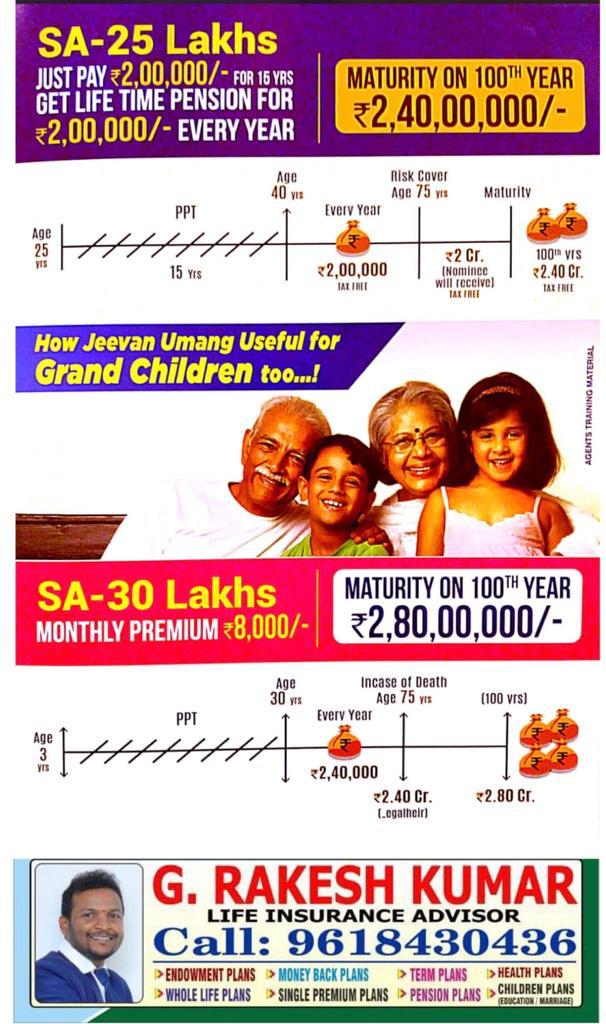 SA-25 Lakhs
JUST PAY ₹2,00,000/- FOR 15 YRS
GET LIFE TIME PENSION FOR
₹2,00,000/- EVERY YEAR
MATURITY ON 100TH YEAR
₹2,40,00,000/-
Age
25
yrs
PPT
15 Yrs
Age
40 yrs
Every Year
₹2,00,000
TAX FREE
Risk Cover
Age 75 yrs
₹2 Cr.
(Nominee
will receive)
TAX FREE
Maturity
100th yrs
₹2.40 Cr.
TAX FREE
How Jeevan Umang Useful for
Grand Children too...!
AGENTS TRAINING MATERIAL
SA-30 Lakhs
MONTHLY PREMIUM ₹8,000/-
MATURITY ON 100TH YEAR
₹2,80,00,000/-
Age
3
yrs
PPT
Age
30 yrs
Every Year
₹2,40,000
Incase of Death
Age 75 yrs
₹2.40 Cr.
(Legalheir)
(100 yrs)
₹2.80 Cr.
G. RAKESH KUMAR
LIFE INSURANCE ADVISOR
Call: 9618430436
ENDOWMENT PLANS
MONEY BACK PLANS
TERM PLANS
HEALTH PLANS
WHOLE LIFE PLANS
SINGLE PREMIUM PLANS
PENSION PLANS
CHILDREN PLANS
(EDUCATION / MARRIAGE)